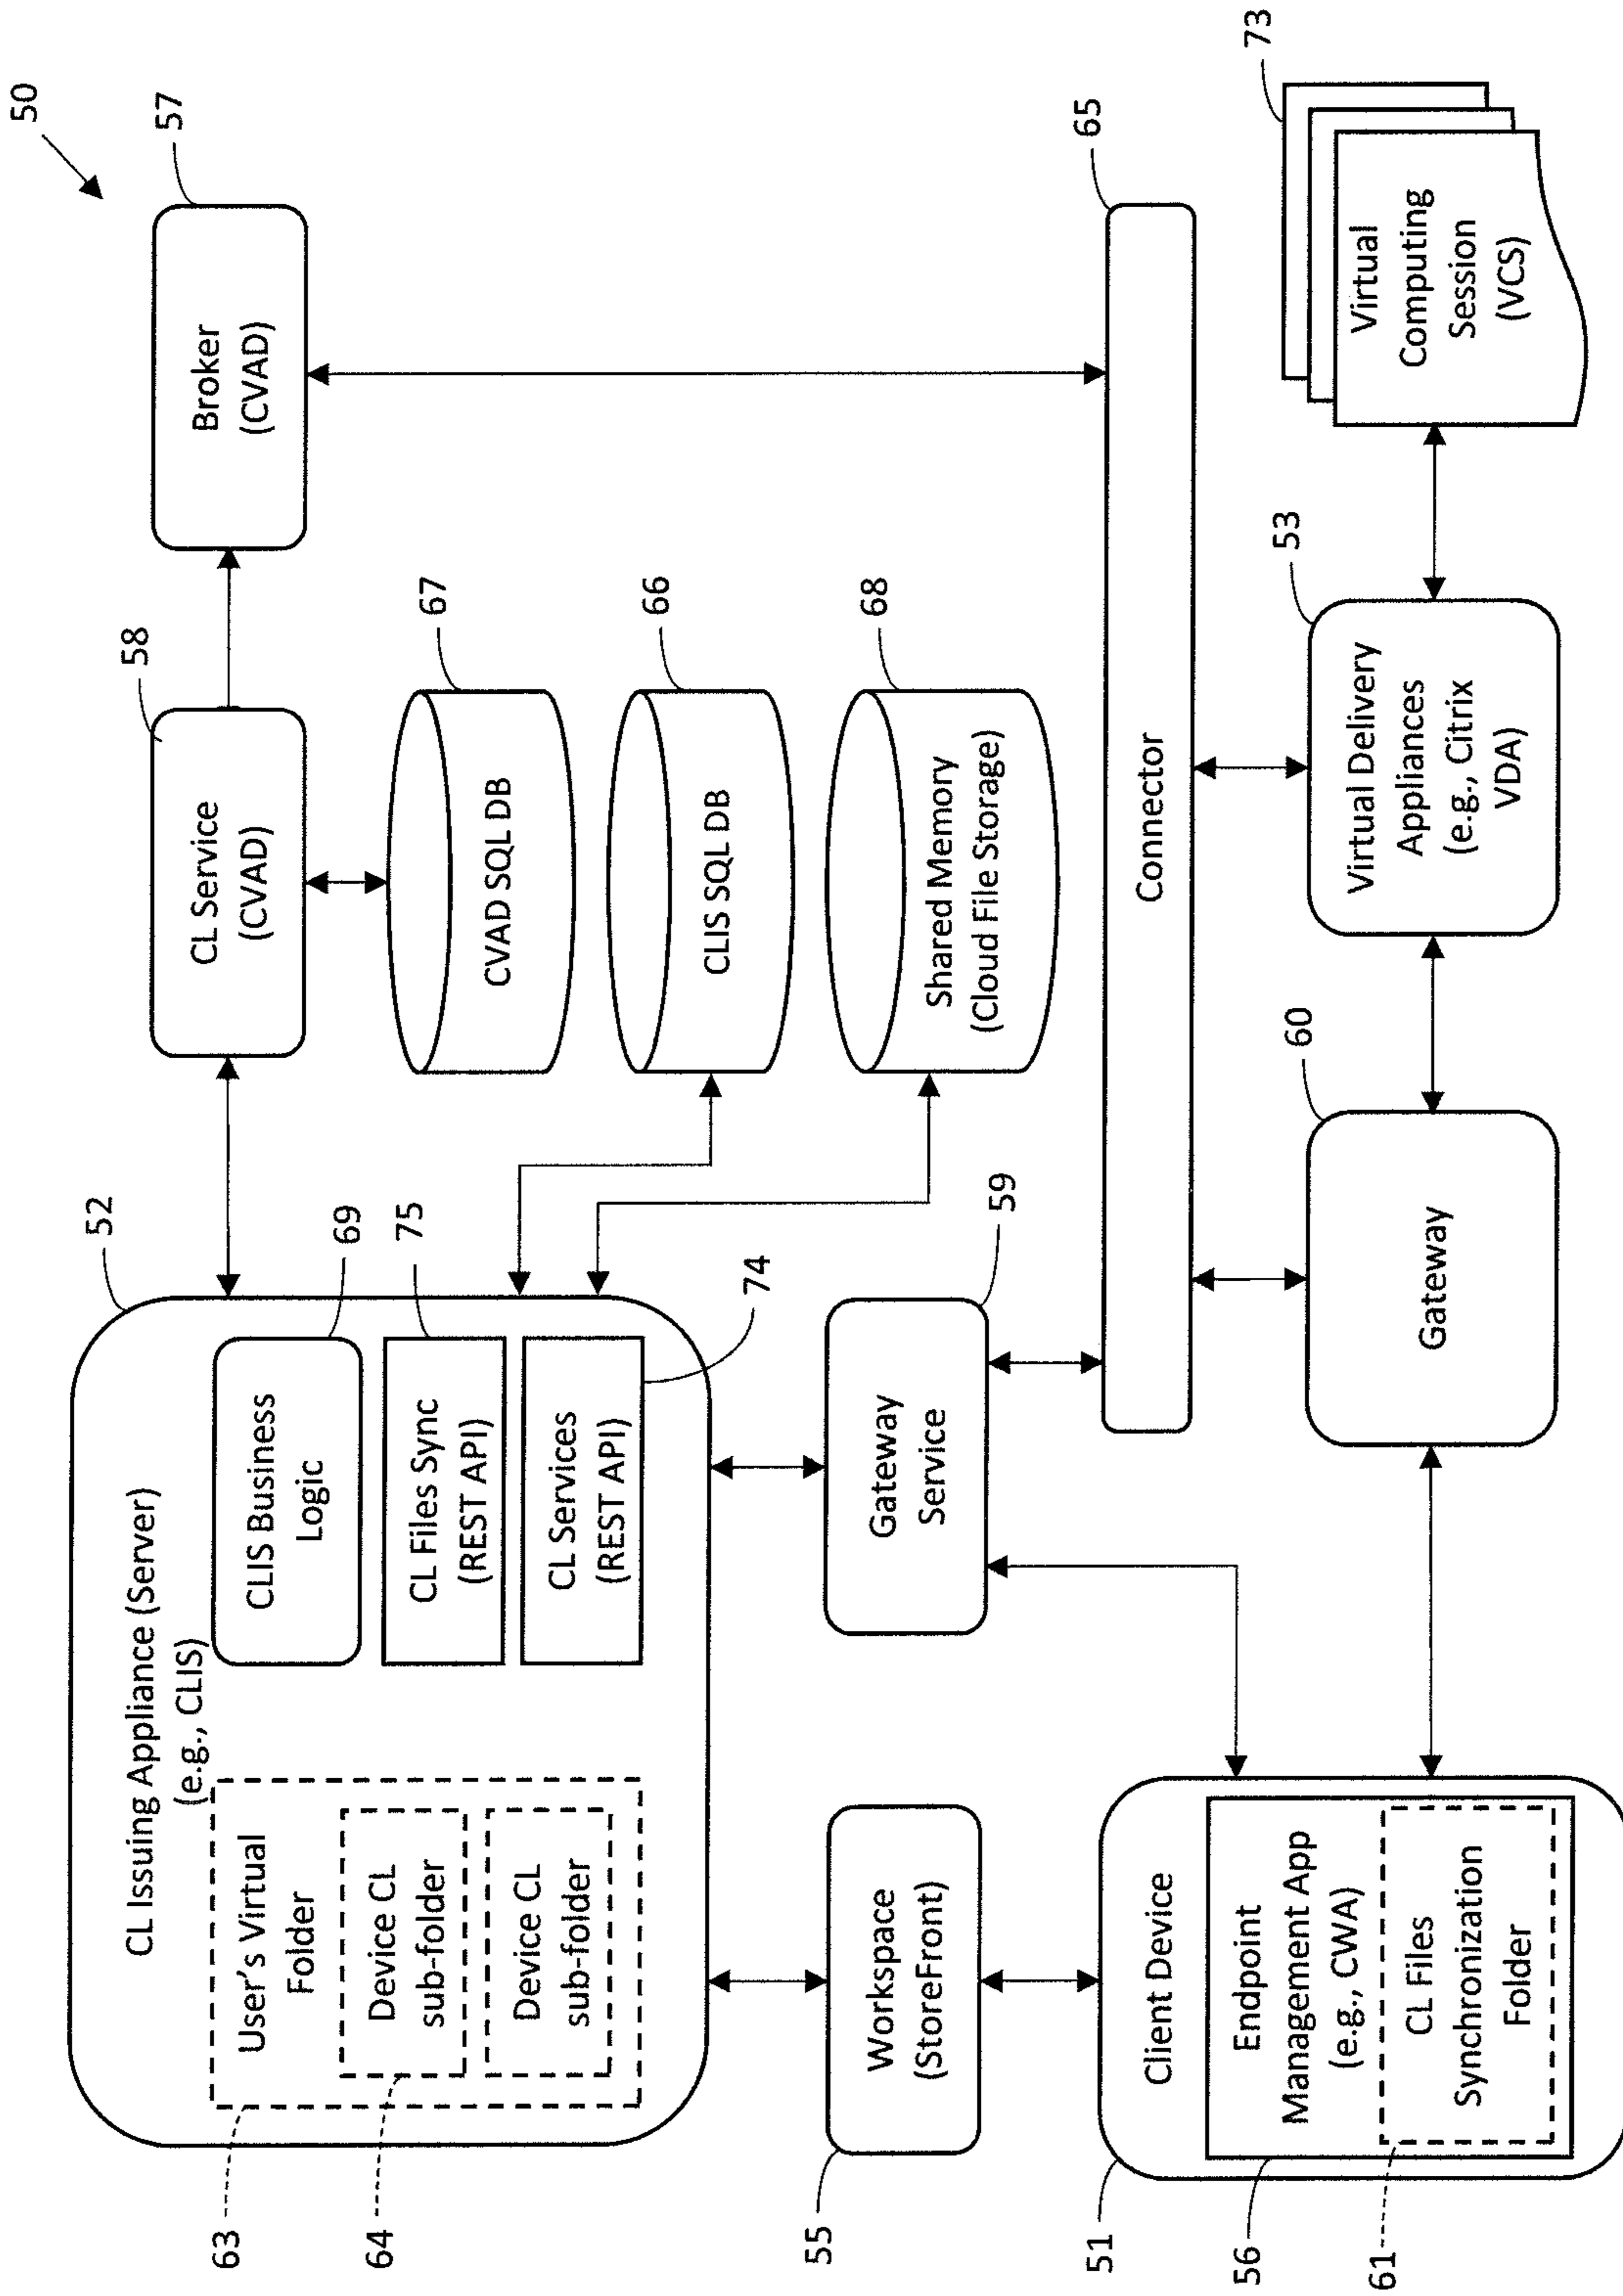 50
CL Issuing Appliance (Server)
(e.g., CLIS)
52
User's Virtual
Folder
63
Device CL
sub-folder
64
Device CL
sub-folder
CLIS Business
Logic
69
CL Files Sync
(REST API)
75
CL Services
(REST API)
74
CL Service
(CVAD)
58
Broker
(CVAD)
57
CVAD SQL DB
67
CLIS SQL DB
66
Shared Memory
(Cloud File Storage)
68
Workspace
(StoreFront)
55
Gateway
Service
59
Connector
65
Client Device
51
Endpoint
Management App
(e.g., CWA)
56
CL Files
Synchronization
Folder
61
Gateway
60
Virtual Delivery
Appliances
(e.g., Citrix
VDA)
53
Virtual
Computing
Session
(VCS)
73